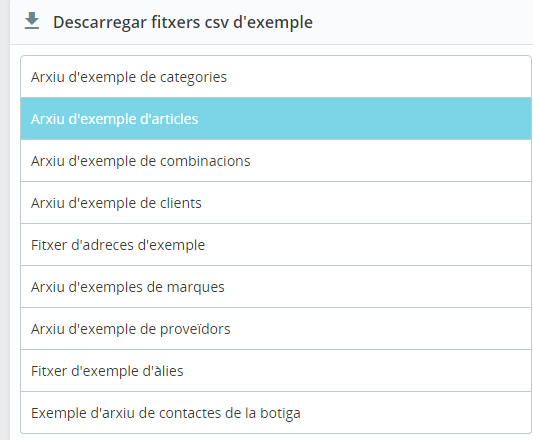 Descarregar fitxers csv d'exemple
Arxiu d'exemple de categories
Arxiu d'exemple d'articles
Arxiu d'exemple de combinacions
Arxiu d'exemple de clients
Fitxer d'adreces d'exemple
Arxiu d'exemples de marques
Arxiu d'exemple de proveïdors
Fitxer d'exemple d'àlies
Exemple d'arxiu de contactes de la botiga